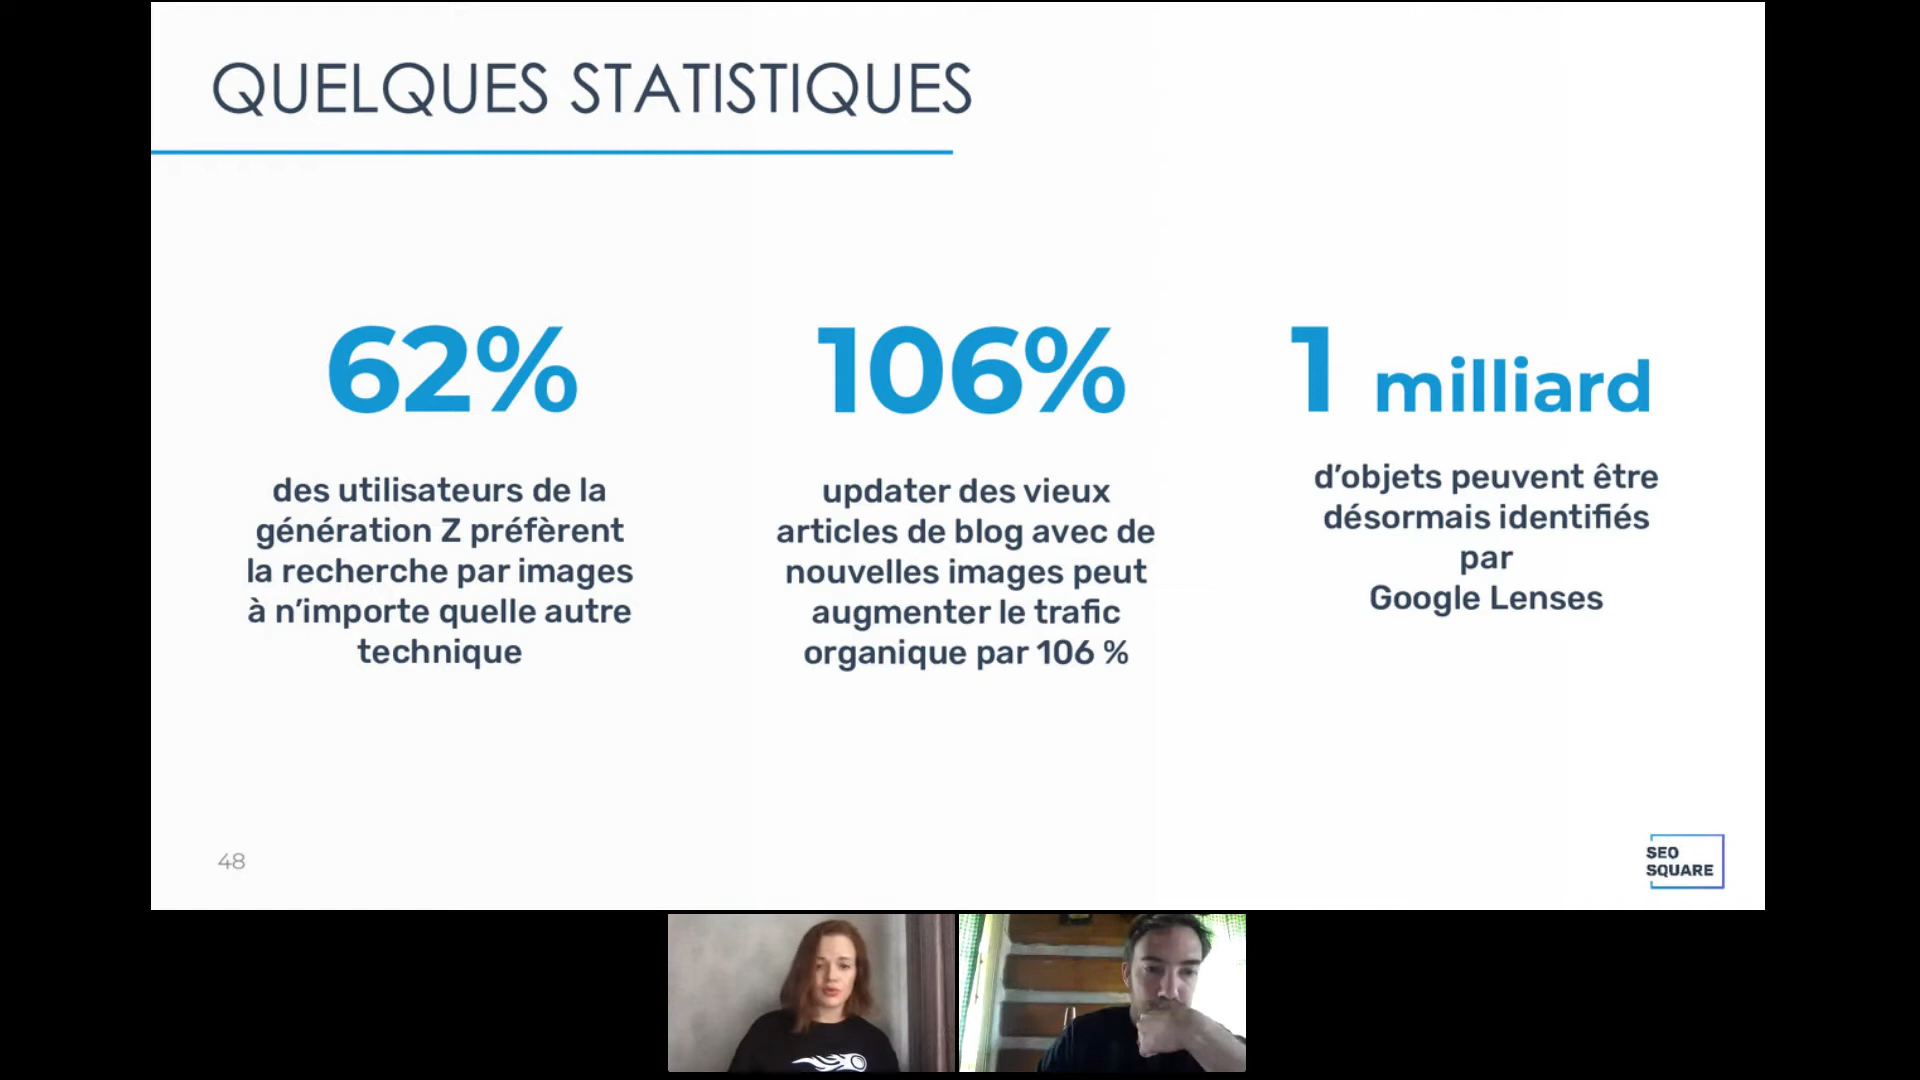 QUELQUES STATISTIQUES
62%
des utilisateurs de la
génération Z préfèrent
la recherche par images
à n’importe quelle autre
technique
106%
updater des vieux
articles de blog avec de
nouvelles images peut
augmenter le trafic
organique par 106 %
1 milliard
d’objets peuvent être
désormais identifiés
par
Google Lenses
48
SEO
SQUARE